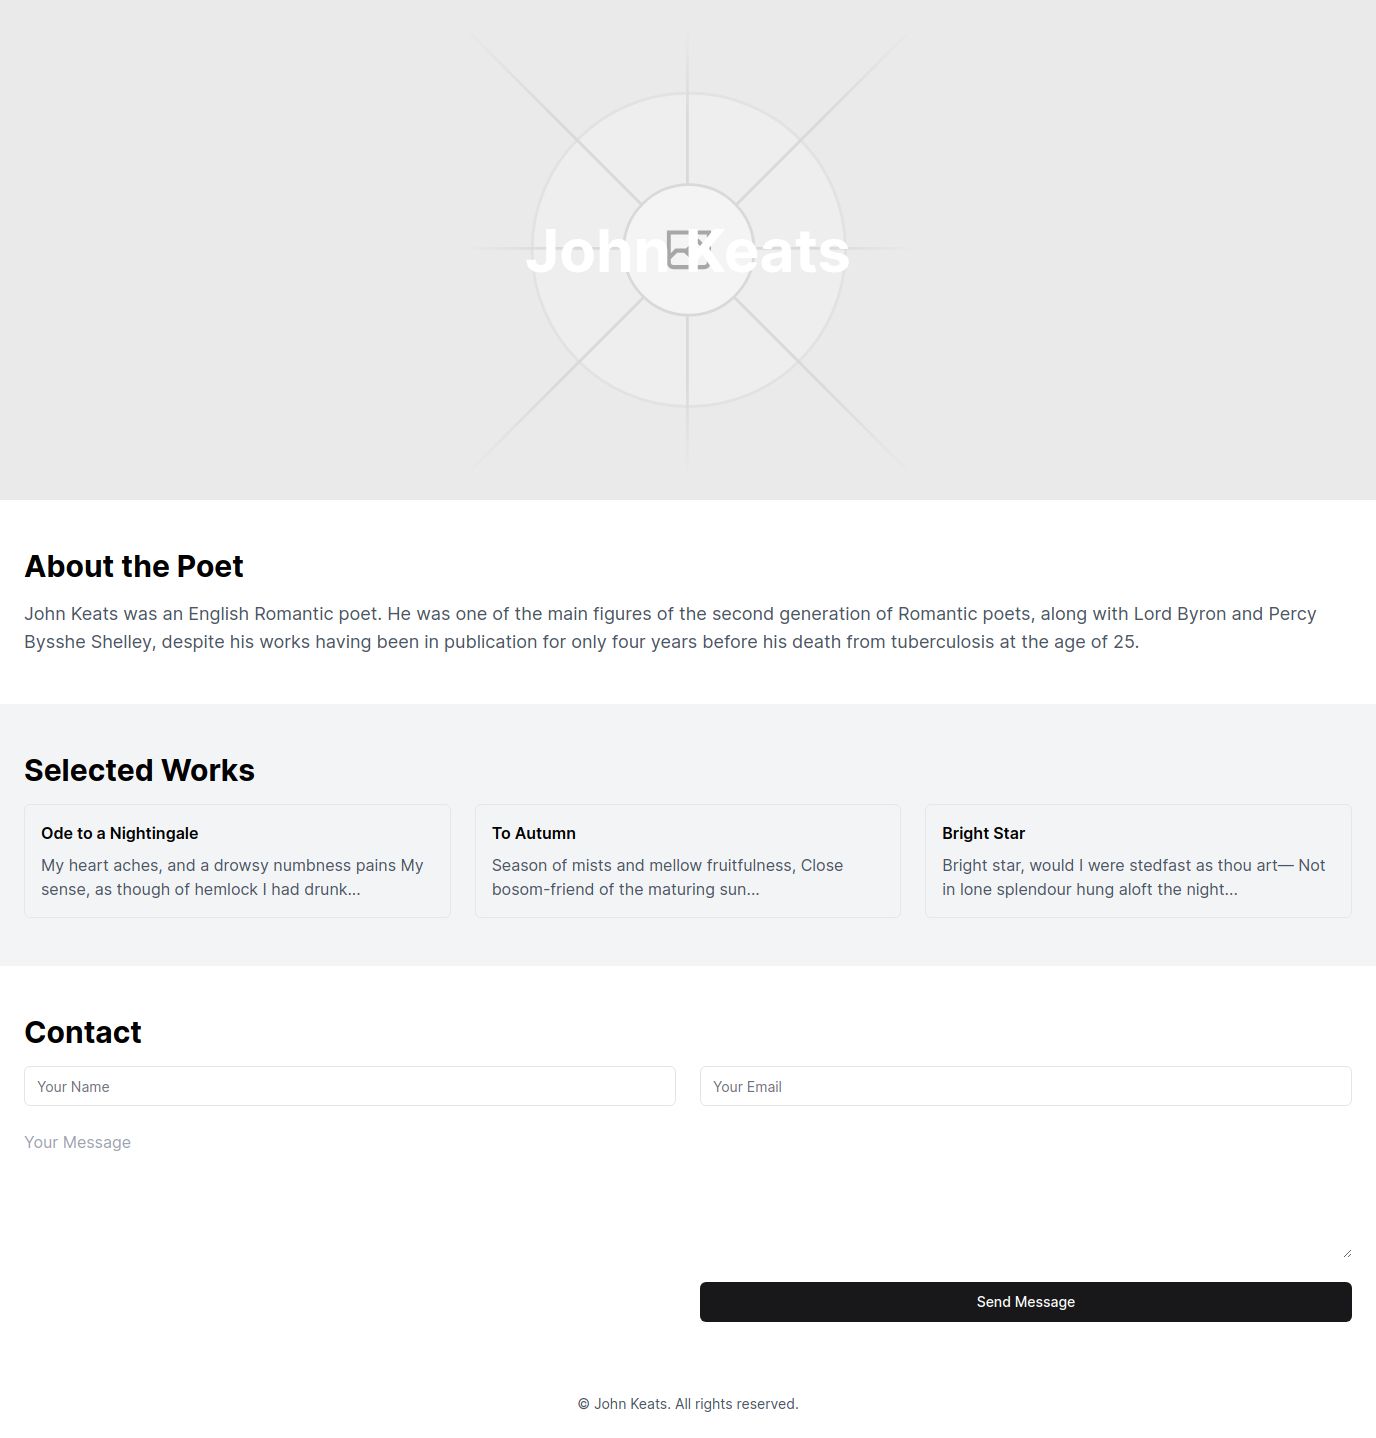 John Keats
About the Poet
John Keats was an English Romantic poet. He was one of the main figures of the second generation of Romantic poets, along with Lord Byron and Percy
Bysshe Shelley, despite his works having been in publication for only four years before his death from tuberculosis at the age of 25.
Selected Works
Ode to a Nightingale
My heart aches, and a drowsy numbness pains My
sense, as though of hemlock I had drunk...
To Autumn
Season of mists and mellow fruitfulness, Close
bosom-friend of the maturing sun...
Bright Star
Bright star, would I were stedfast as thou art— Not
in lone splendour hung aloft the night...
Contact
Your Name
Your Email
Your Message
Send Message
© John Keats. All rights reserved.